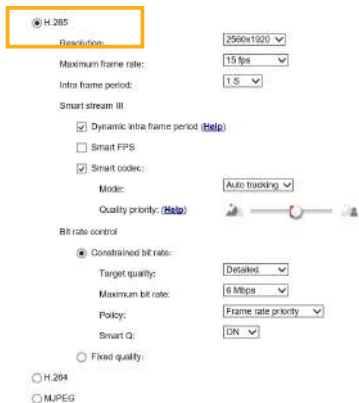 H.265
Resolution: 2560x1920
Maximum frame rate: 15 fps
Intra frame period: 1 S
Smart stream III
Dynamic intra frame period (Help)
Smart FPS
Smart codec:
Mode: Auto tracking
Quality priority: (Help)
Bit rate control
Constrained bit rate:
Target quality: Detailed
Maximum bit rate: 6 Mbps
Policy: Frame rate priority
Smart Q: ON
Fixed quality:
H.264
MJPEG